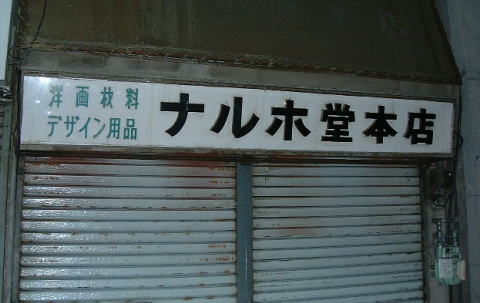 洋画材料
デザイン用品
ナルホ堂本店